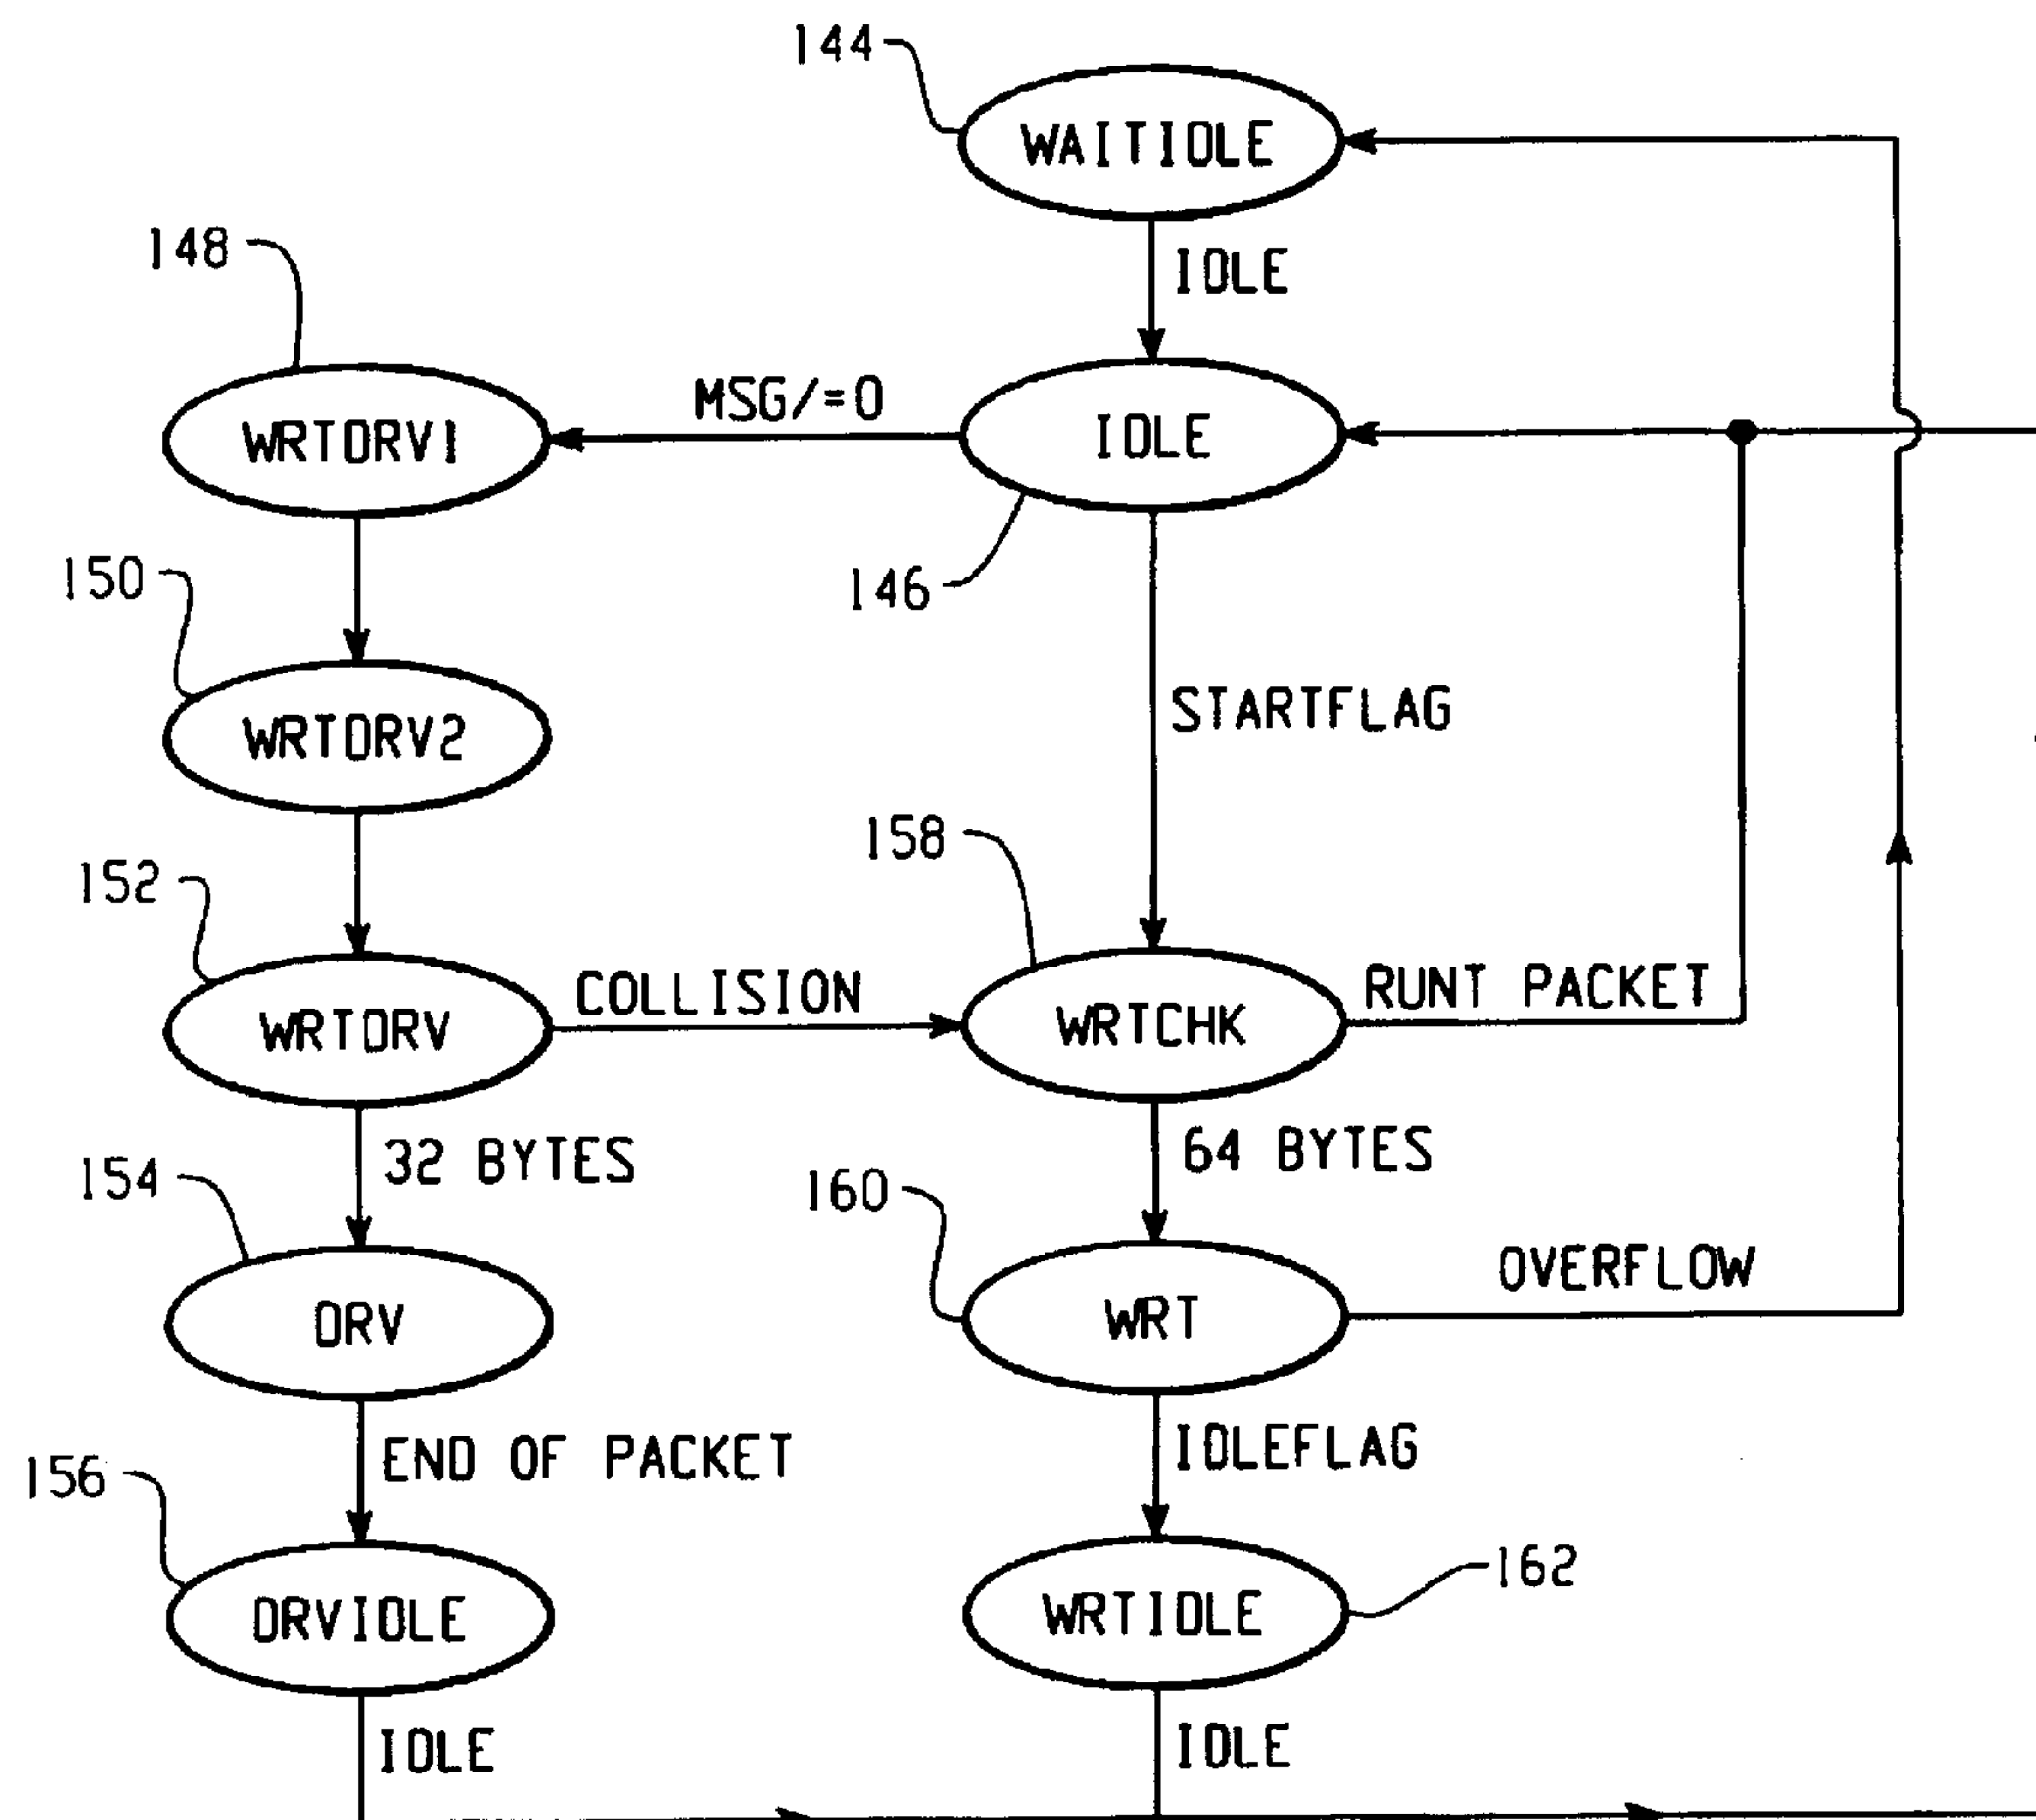 144
WAITIDLE
148
IDLE
MSG/=0
WRTDRV1
IDLE
150
146
WRTDRV2
STARTFLAG
158
152
COLLISION
RUNT PACKET
WRTDRV
WRTCHK
32 BYTES
64 BYTES
154
160
OVERFLOW
DRV
WRT
END OF PACKET
IDLEFLAG
156
162
DRVIDLE
WRTIDLE
IDLE
IDLE